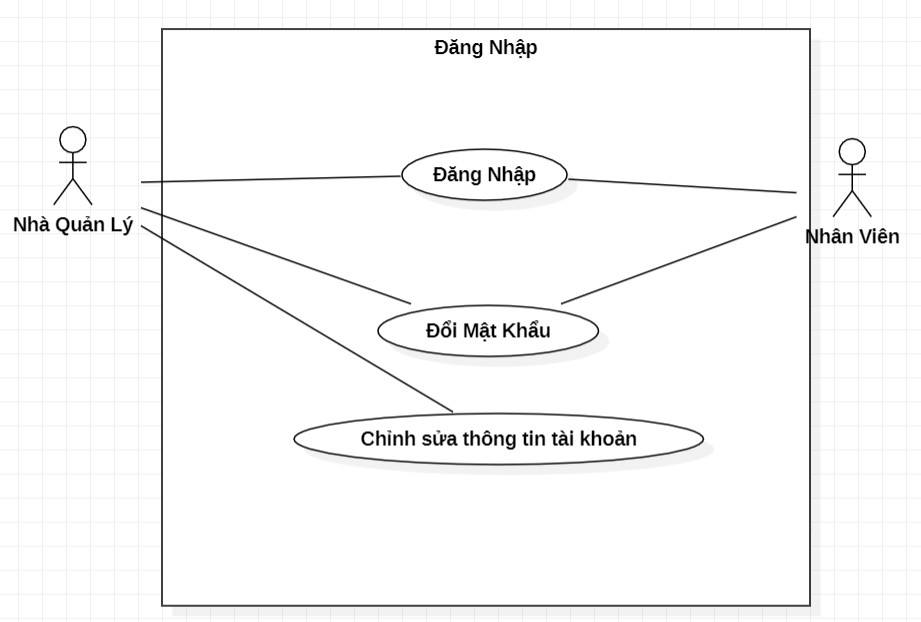 Đăng Nhập
Đăng Nhập
Nhà Quản Lý
Nhân Viên
Đổi Mật Khẩu
Chỉnh sửa thông tin tài khoản